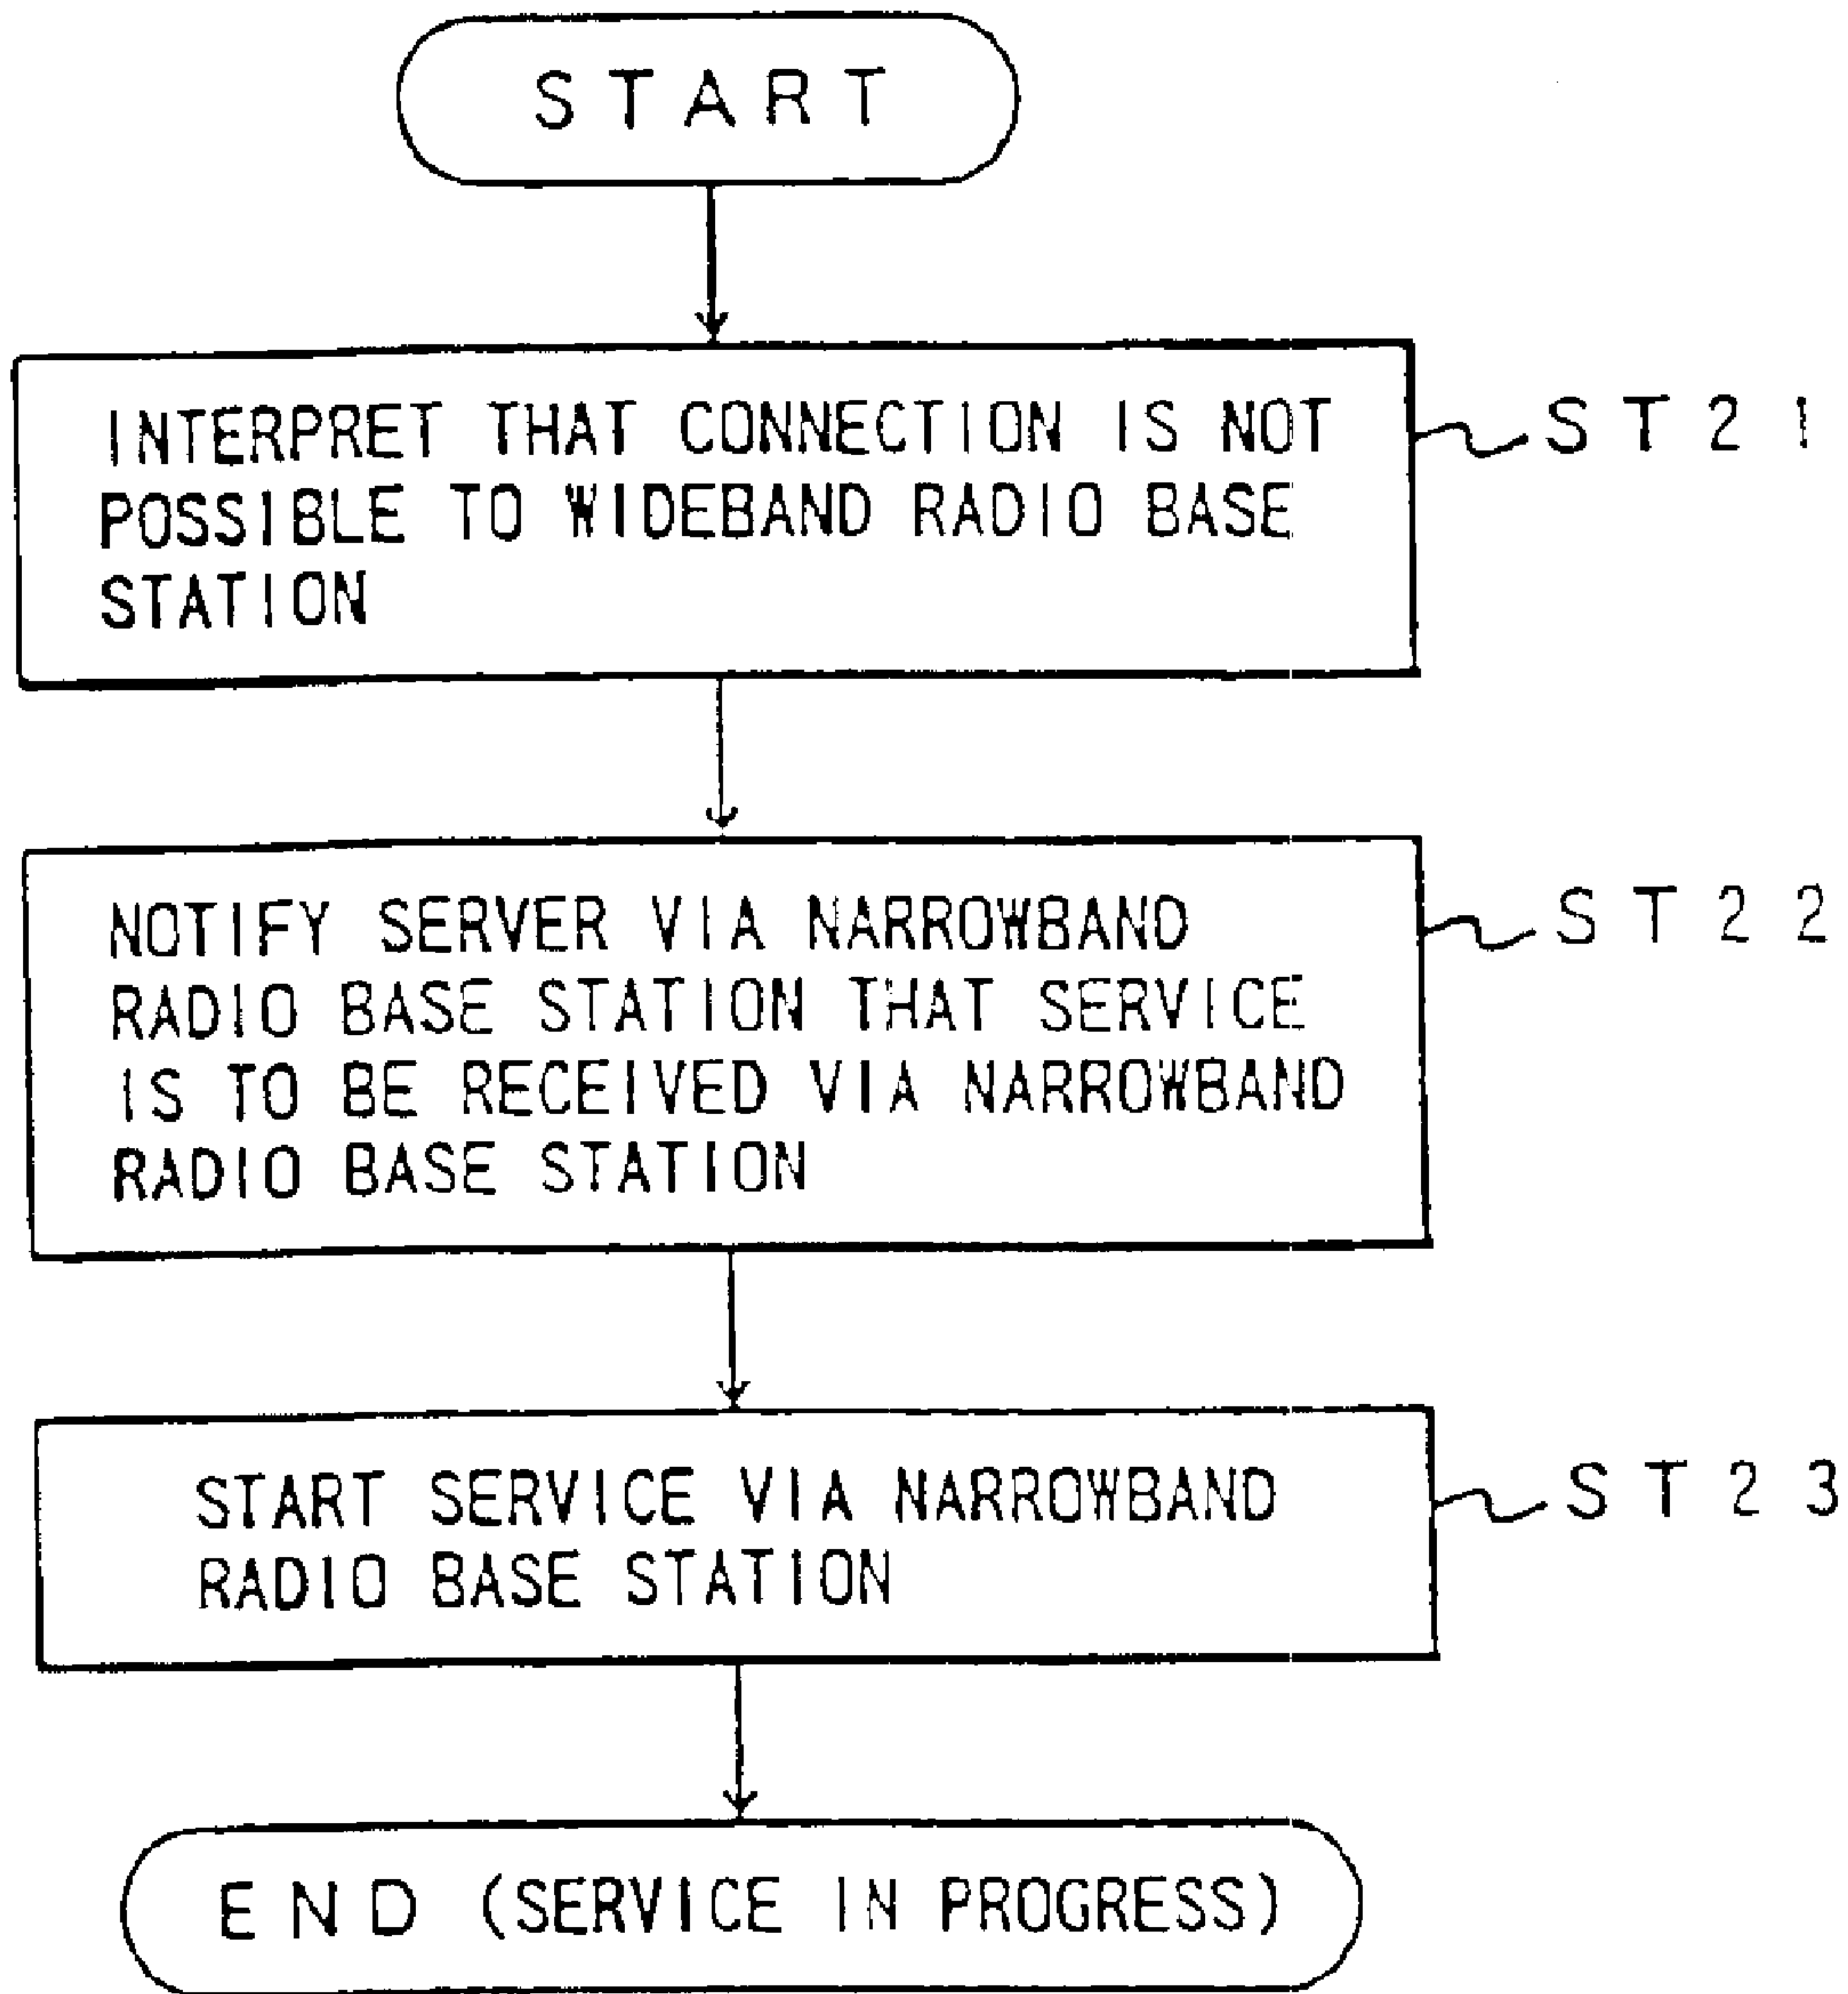 START
INTERPRET THAT CONNECTION IS NOT
POSSIBLE TO WIDEBAND RADIO BASE
STATION
ST21
NOTIFY SERVER VIA NARROWBAND
RADIO BASE STATION THAT SERVICE
IS TO BE RECEIVED VIA NARROWBAND
RADIO BASE STATION
ST22
START SERVICE VIA NARROWBAND
RADIO BASE STATION
ST23
END (SERVICE IN PROGRESS)